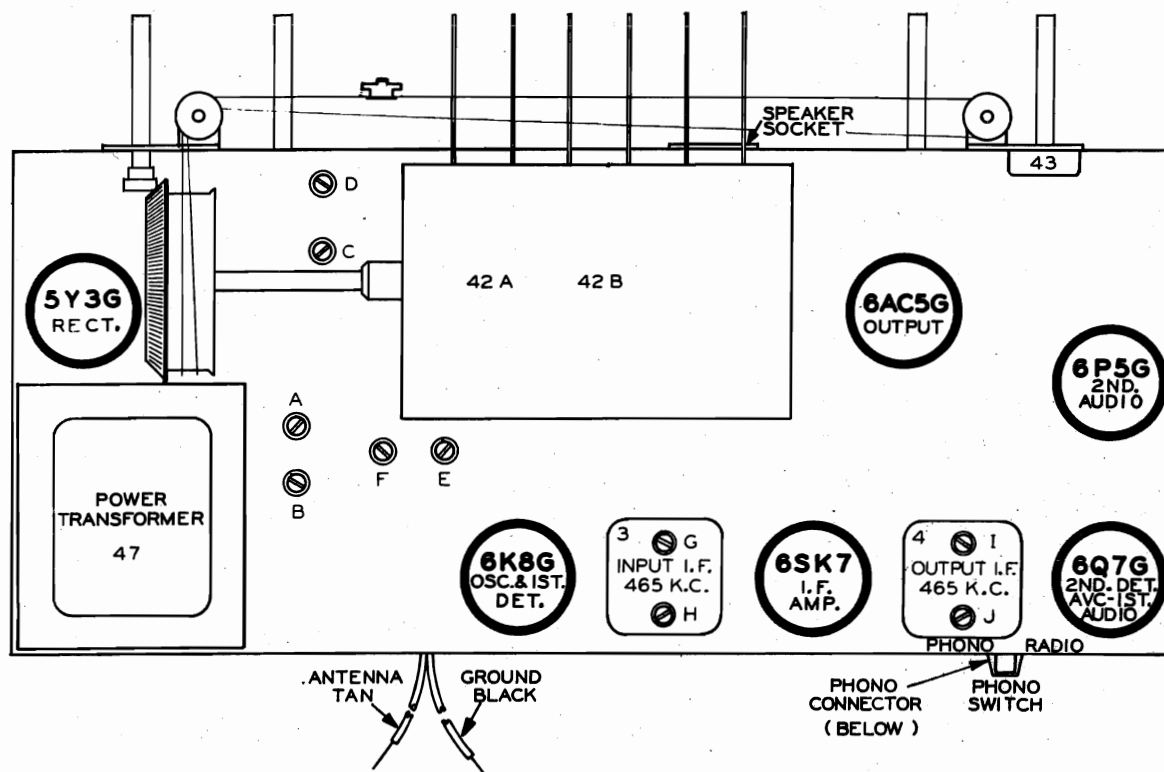 SPEAKER
SOCKET
43
D
C
42 A
42 B
5Y3G
RECT.
6AC5G
OUTPUT
6P5G
2ND.
AUDIO
A
B
F
E
POWER
TRANSFORMER
47
6K8G
OSC.& IST.
DET.
3
G
INPUT I.F.
465 K.C.
H
6SK7
I.F.
AMP.
4
I
OUTPUT I.F.
465 K.C.
J
6Q7G
2ND. DET.
AVC-IST.
AUDIO
PHONO
RADIO
ANTENNA
TAN
GROUND
BLACK
PHONO
CONNECTOR
( BELOW )
PHONO
SWITCH